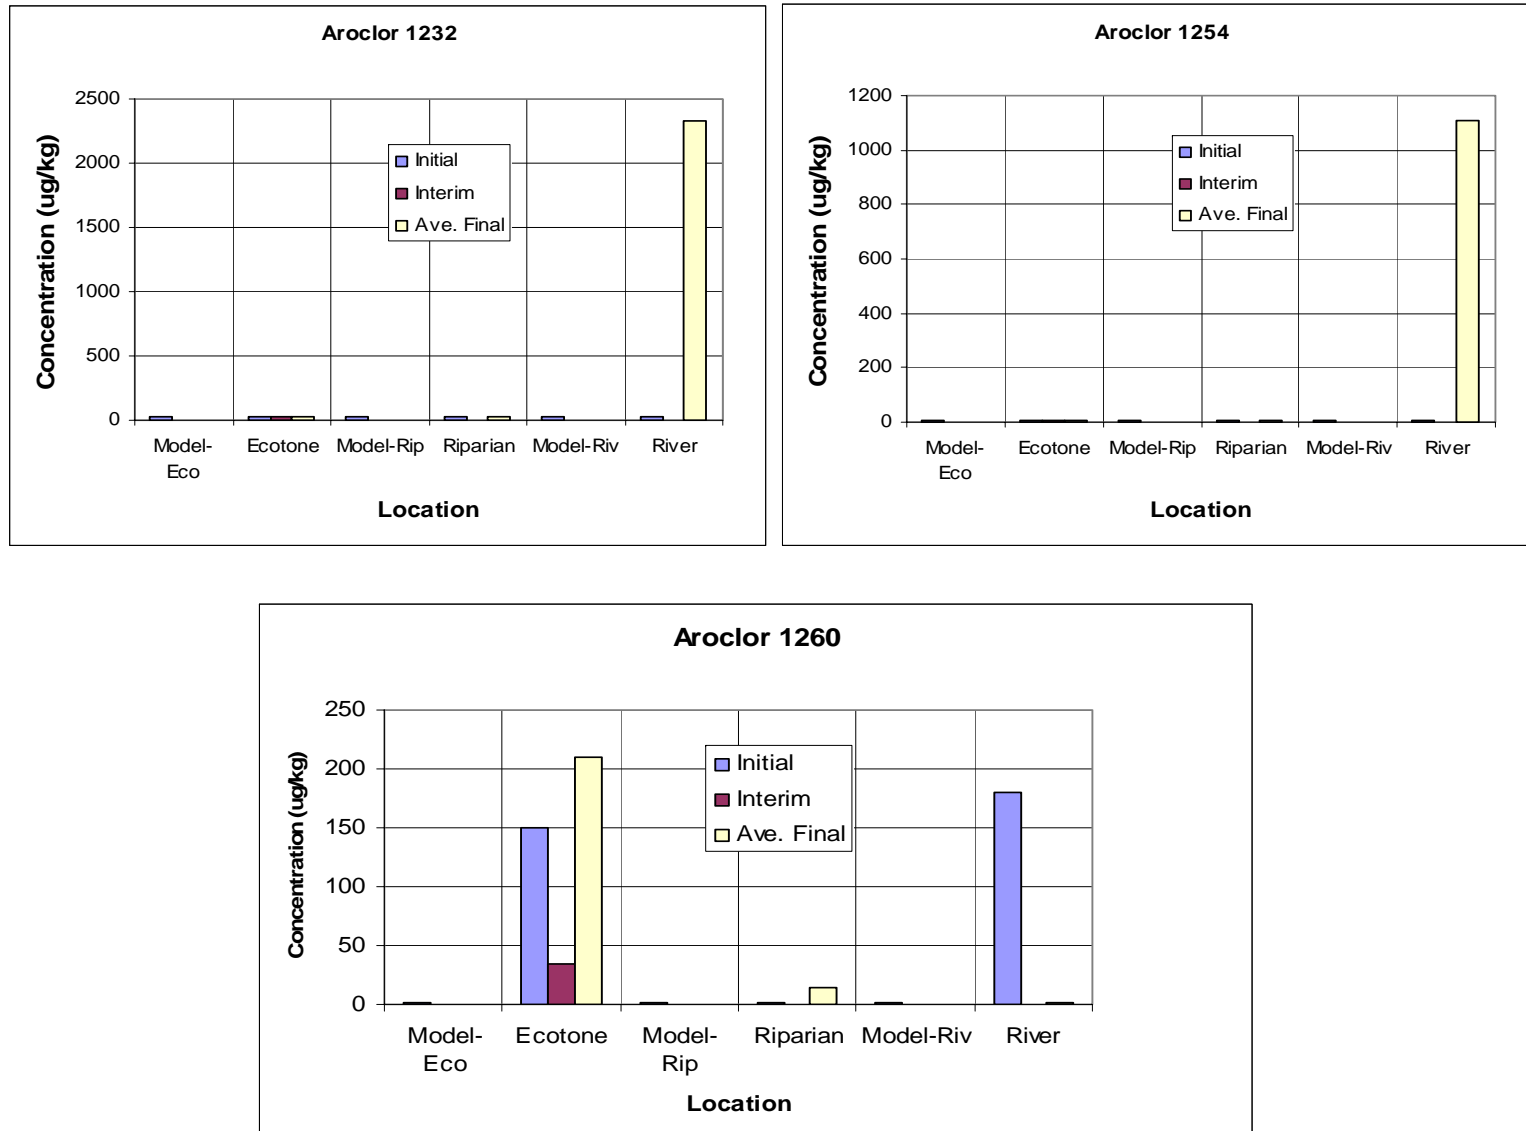 Aroclor 1232
Concentration (ug/kg)
2500
2000
1500
1000
500
0
Initial
Interim
Ave. Final
Model-
Eco
Ecotone
Model-Rip
Riparian
Model-Riv
River
Location
Aroclor 1254
Concentration (ug/kg)
1200
1000
800
600
400
200
0
Initial
Interim
Ave. Final
Model-
Eco
Ecotone
Model-Rip
Riparian
Model-Riv
River
Location
Aroclor 1260
Concentration (ug/kg)
250
200
150
100
50
0
Initial
Interim
Ave. Final
Model-
Eco
Ecotone
Model-
Rip
Riparian
Model-Riv
River
Location